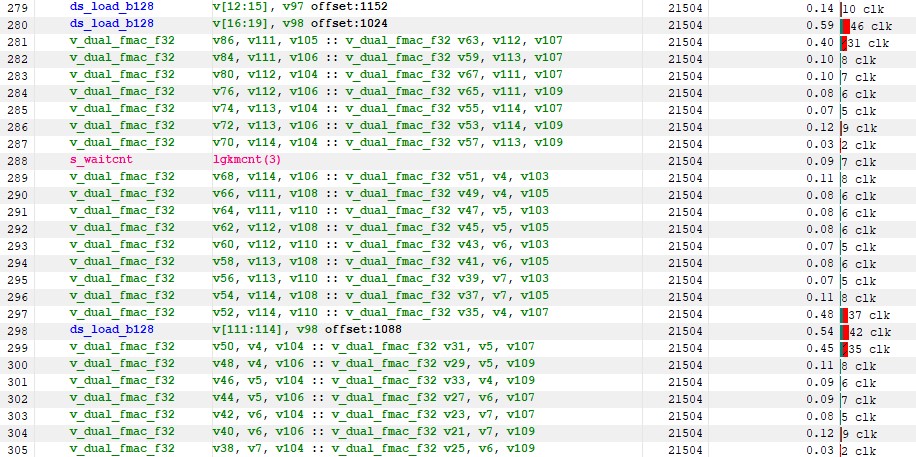 279 ds_load_b128 v[12:15], v97 offset:1152 21504 0.14 10 clk
280 ds_load_b128 v[16:19], v98 offset:1024 21504 0.59 46 clk
281 v_dual_fmac_f32 v86, v111, v105 :: v_dual_fmac_f32 v63, v112, v107 21504 0.40 31 clk
282 v_dual_fmac_f32 v84, v111, v106 :: v_dual_fmac_f32 v59, v113, v107 21504 0.10 8 clk
283 v_dual_fmac_f32 v80, v112, v104 :: v_dual_fmac_f32 v67, v111, v107 21504 0.10 7 clk
284 v_dual_fmac_f32 v76, v112, v106 :: v_dual_fmac_f32 v65, v111, v109 21504 0.08 6 clk
285 v_dual_fmac_f32 v74, v113, v104 :: v_dual_fmac_f32 v55, v114, v107 21504 0.07 5 clk
286 v_dual_fmac_f32 v72, v113, v106 :: v_dual_fmac_f32 v53, v114, v109 21504 0.12 9 clk
287 v_dual_fmac_f32 v70, v114, v104 :: v_dual_fmac_f32 v57, v113, v109 21504 0.03 2 clk
288 s_waitcnt lgkmcnt(3) 21504 0.09 7 clk
289 v_dual_fmac_f32 v68, v114, v106 :: v_dual_fmac_f32 v51, v4, v103 21504 0.11 8 clk
290 v_dual_fmac_f32 v66, v111, v108 :: v_dual_fmac_f32 v49, v4, v105 21504 0.08 6 clk
291 v_dual_fmac_f32 v64, v111, v110 :: v_dual_fmac_f32 v47, v5, v103 21504 0.08 6 clk
292 v_dual_fmac_f32 v62, v112, v108 :: v_dual_fmac_f32 v45, v5, v105 21504 0.08 6 clk
293 v_dual_fmac_f32 v60, v112, v110 :: v_dual_fmac_f32 v43, v6, v103 21504 0.07 5 clk
294 v_dual_fmac_f32 v58, v113, v108 :: v_dual_fmac_f32 v41, v6, v105 21504 0.08 6 clk
295 v_dual_fmac_f32 v56, v113, v110 :: v_dual_fmac_f32 v39, v7, v103 21504 0.07 5 clk
296 v_dual_fmac_f32 v54, v114, v108 :: v_dual_fmac_f32 v37, v7, v105 21504 0.11 8 clk
297 v_dual_fmac_f32 v52, v114, v110 :: v_dual_fmac_f32 v35, v4, v107 21504 0.48 37 clk
298 ds_load_b128 v[111:114], v98 offset:1088 21504 0.54 42 clk
299 v_dual_fmac_f32 v50, v4, v104 :: v_dual_fmac_f32 v31, v5, v107 21504 0.45 35 clk
300 v_dual_fmac_f32 v48, v4, v106 :: v_dual_fmac_f32 v29, v5, v109 21504 0.11 8 clk
301 v_dual_fmac_f32 v46, v5, v104 :: v_dual_fmac_f32 v33, v4, v109 21504 0.09 6 clk
302 v_dual_fmac_f32 v44, v5, v106 :: v_dual_fmac_f32 v27, v6, v107 21504 0.09 7 clk
303 v_dual_fmac_f32 v42, v6, v104 :: v_dual_fmac_f32 v23, v7, v107 21504 0.08 5 clk
304 v_dual_fmac_f32 v40, v6, v106 :: v_dual_fmac_f32 v21, v7, v109 21504 0.12 9 clk
305 v_dual_fmac_f32 v38, v7, v104 :: v_dual_fmac_f32 v25, v6, v109 21504 0.03 2 clk